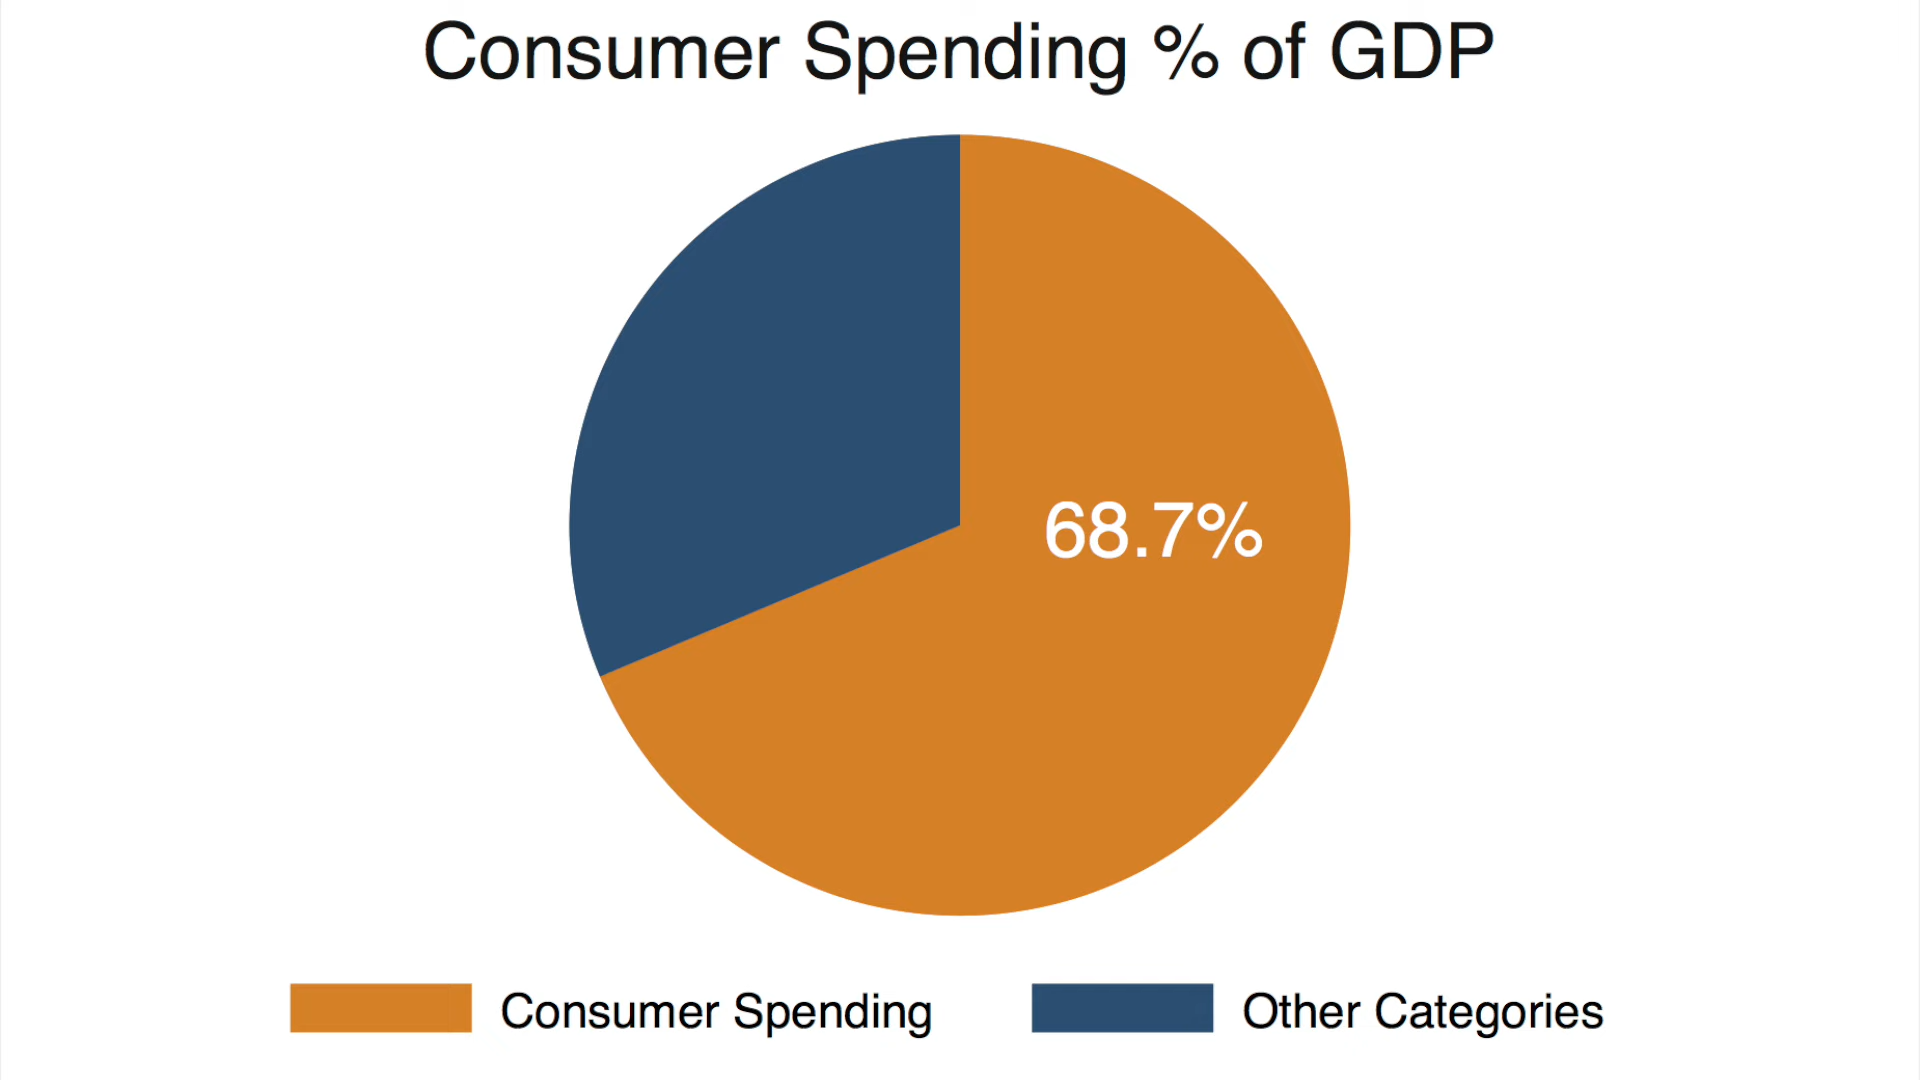 Consumer Spending % of GDP
68.7%
Consumer Spending
Other Categories